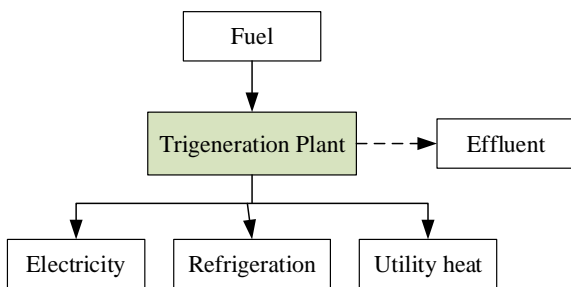 Fuel
Trigeneration Plant
Effluent
Electricity
Refrigeration
Utility heat